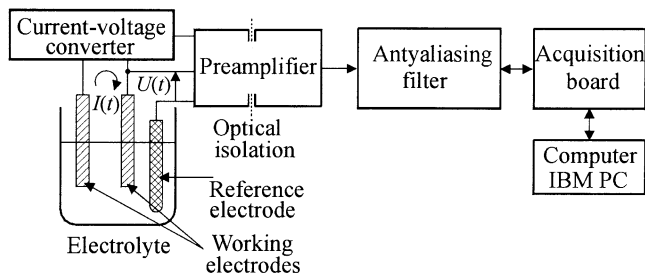 Current-voltage
converter
I(t)
U(t)
Preamplifier
Optical
isolation
Antyaliasing
filter
Acquisition
board
Computer
IBM PC
Reference
electrode
Working
electrodes
Electrolyte